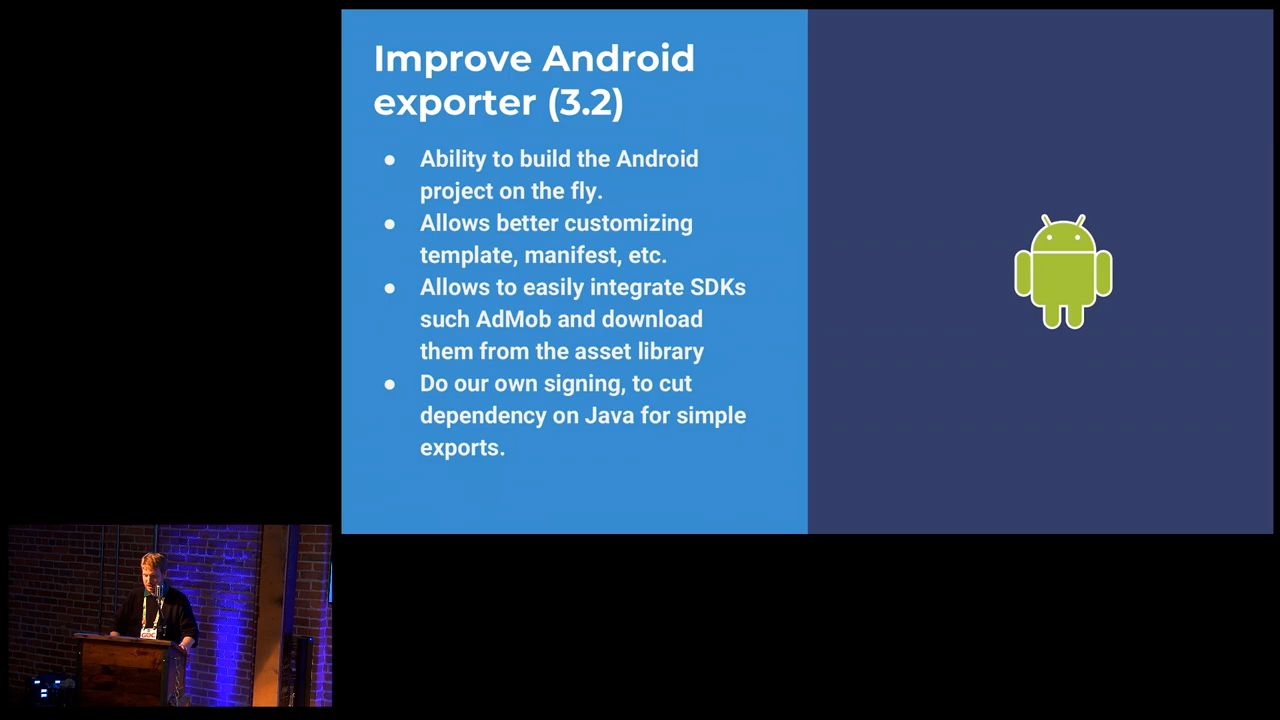 Improve Android
exporter (3.2)
● Ability to build the Android
project on the fly.
● Allows better customizing
template, manifest, etc.
● Allows to easily integrate SDKs
such AdMob and download
them from the asset library
● Do our own signing, to cut
dependency on Java for simple
exports.
GDC